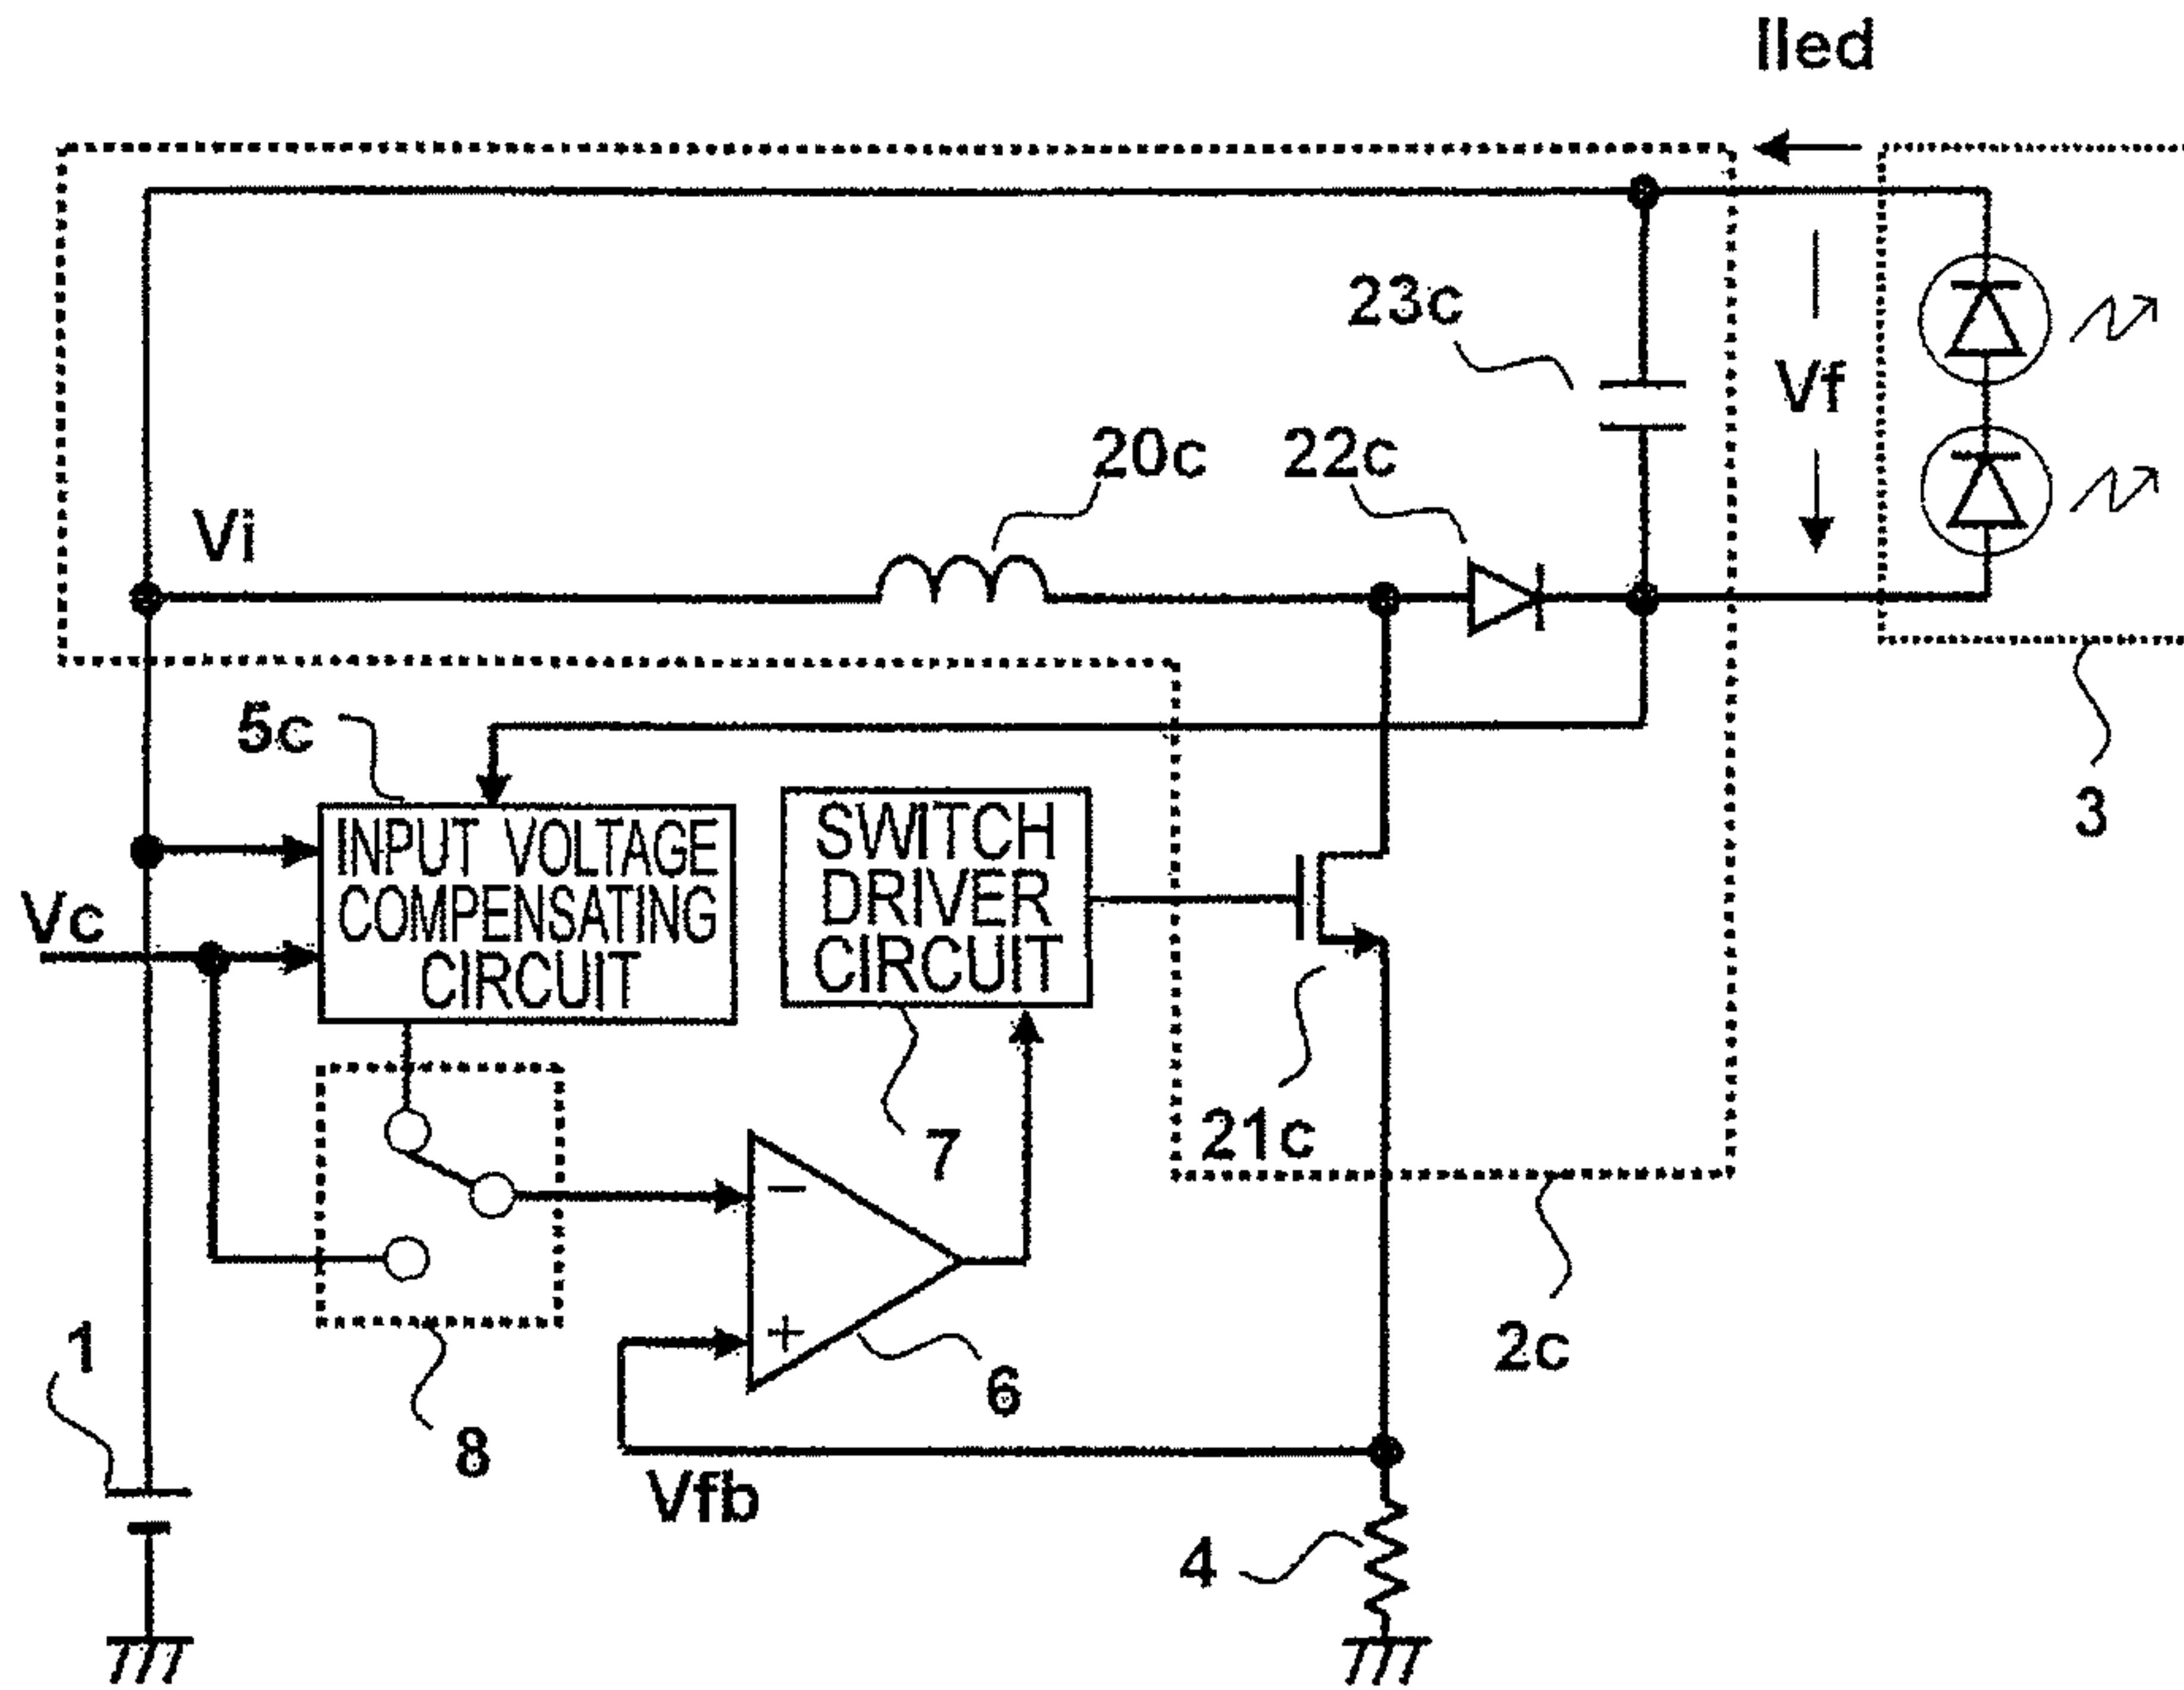 Iled
23c
Vf
20c
22c
Vi
5c
3
INPUT VOLTAGE
COMPENSATING
CIRCUIT
SWITCH
DRIVER
CIRCUIT
Vc
21c
7
−
+
6
2c
1
8
Vfb
4